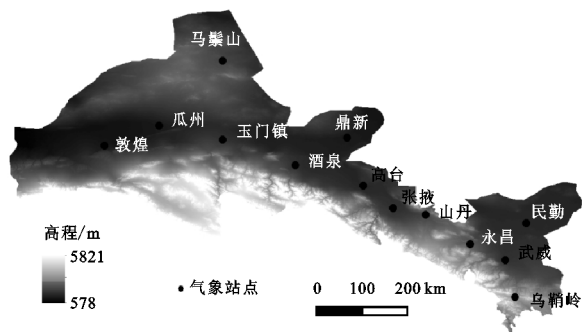 马鬃山
瓜州
玉门镇
鼎新
敦煌
酒泉
高台
张掖
山丹
民勤
永昌
武威
乌鞘岭
高程/m
5821
578
气象站点
0 100 200 km